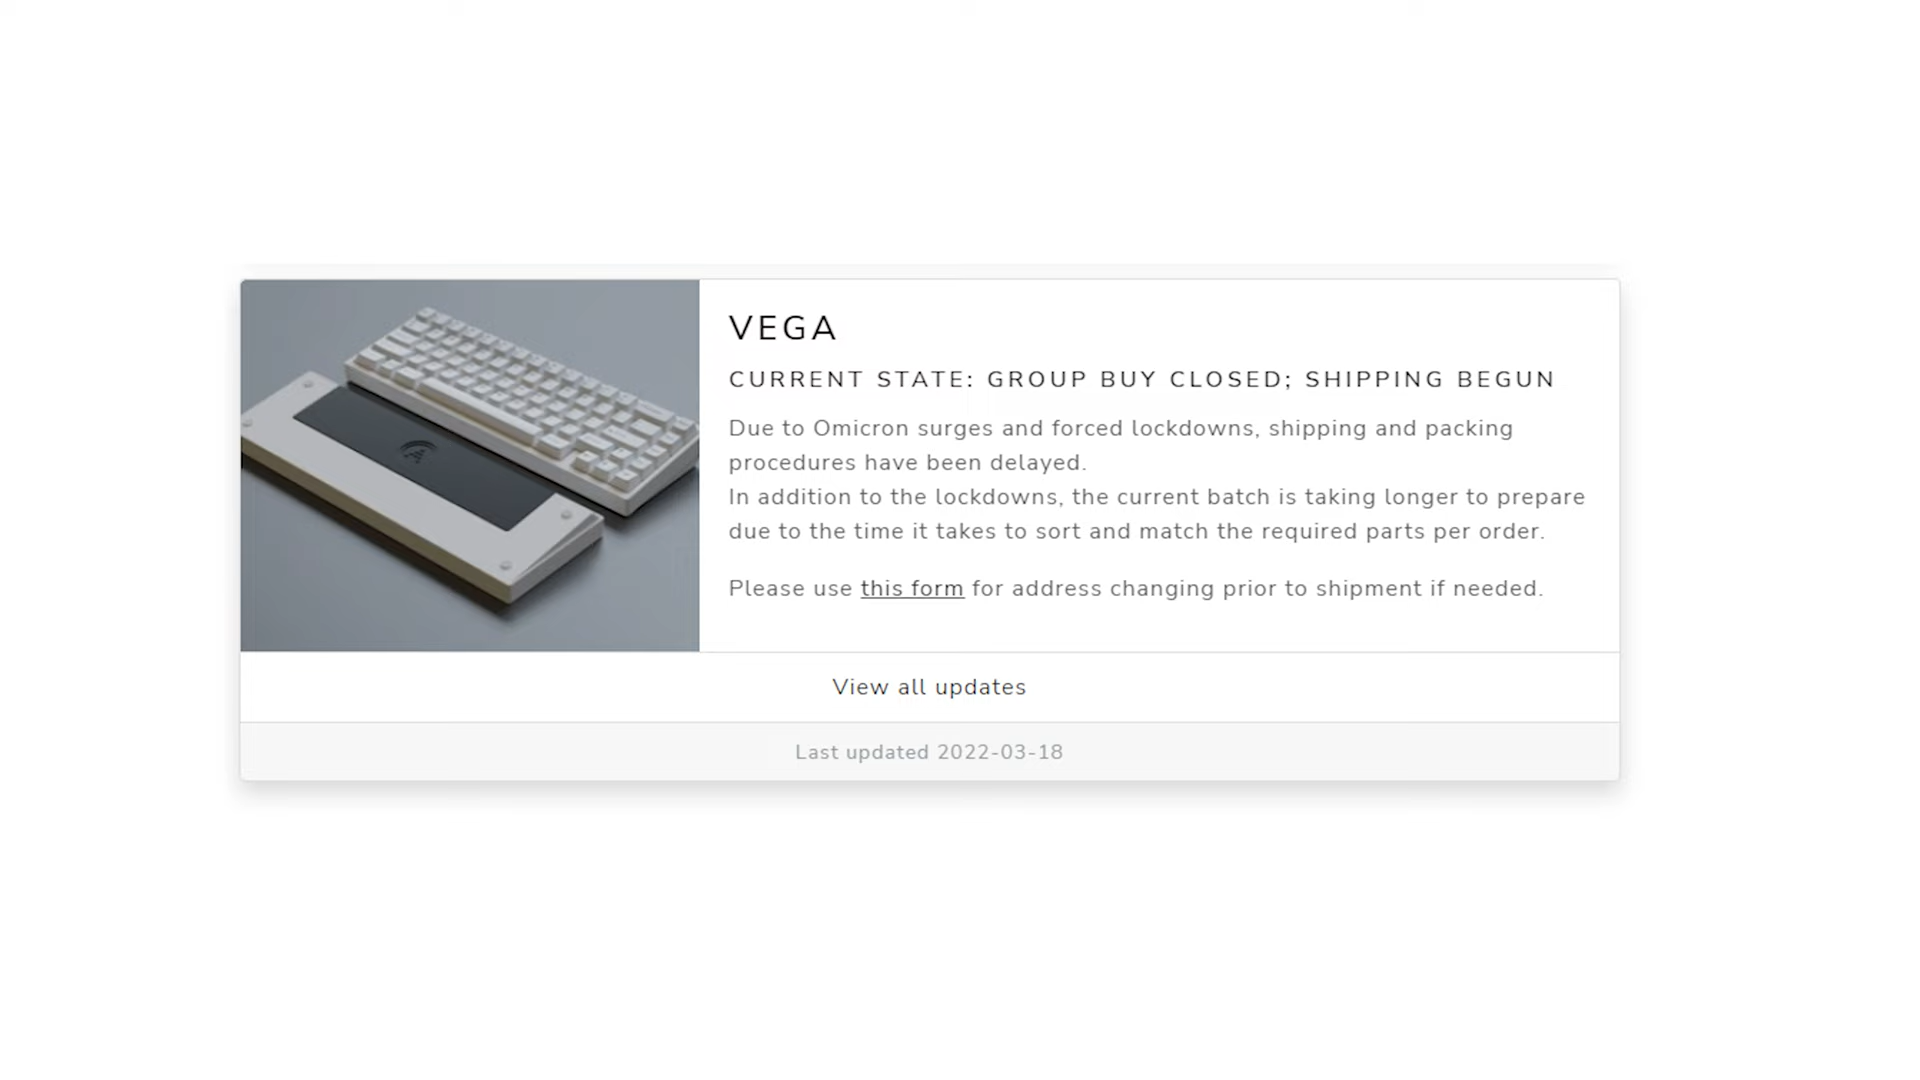 VEGA
CURRENT STATE: GROUP BUY CLOSED; SHIPPING BEGUN
Due to Omicron surges and forced lockdowns, shipping and packing
procedures have been delayed.
In addition to the lockdowns, the current batch is taking longer to prepare
due to the time it takes to sort and match the required parts per order.
Please use this form for address changing prior to shipment if needed.
View all updates
Last updated 2022-03-18